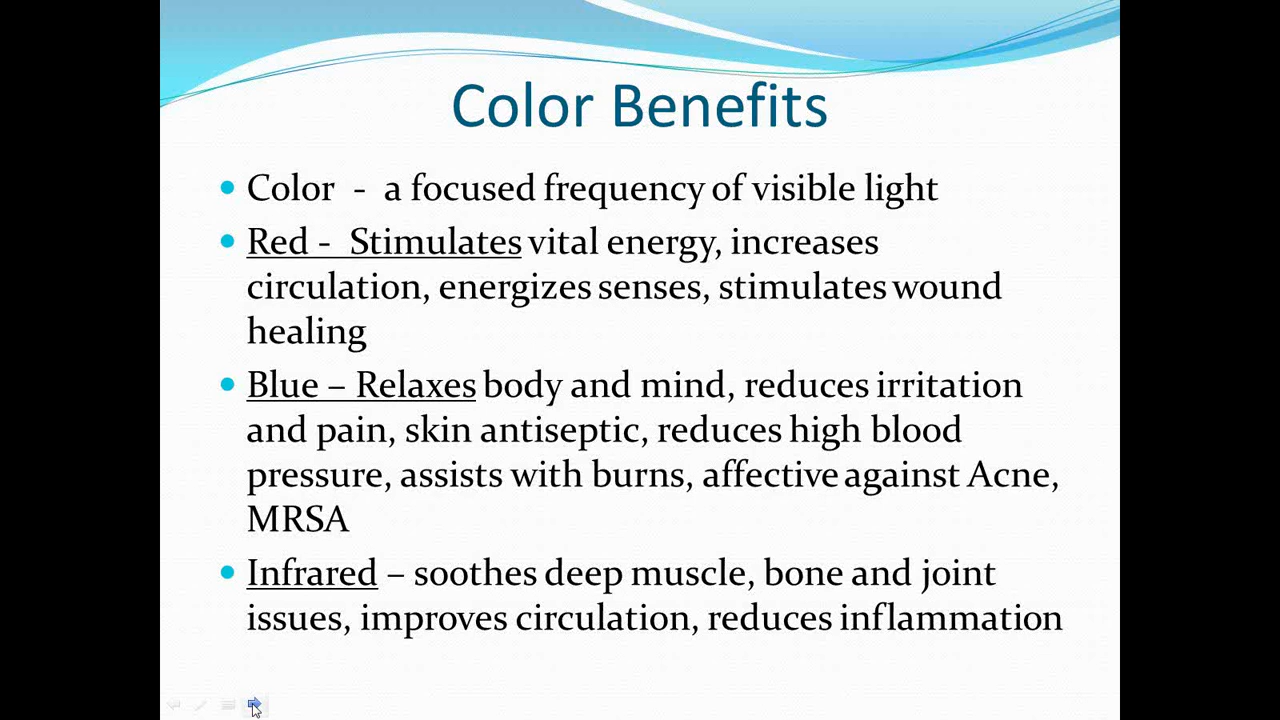 Color Benefits
Color - a focused frequency of visible light
Red - Stimulates vital energy, increases
circulation, energizes senses, stimulates wound
healing
Blue – Relaxes body and mind, reduces irritation
and pain, skin antiseptic, reduces high blood
pressure, assists with burns, affective against Acne,
MRSA
Infrared – soothes deep muscle, bone and joint
issues, improves circulation, reduces inflammation